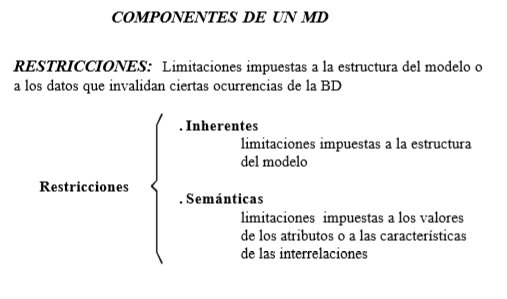 COMPONENTES DE UN MD
RESTRICCIONES: Limitaciones impuestas a la estructura del modelo o
a los datos que invalidan ciertas ocurrencias de la BD
. Inherentes
limitaciones impuestas a la estructura
del modelo
Restricciones
. Semánticas
limitaciones impuestas a los valores
de los atributos o a las características
de las interrelaciones